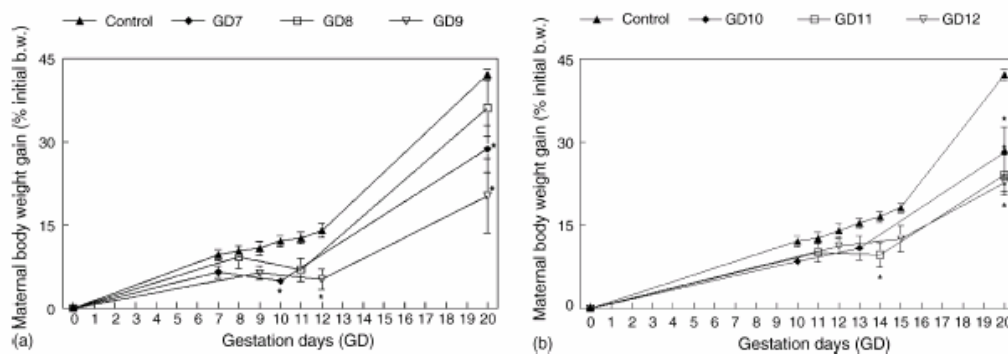 Control GD7 GD8 GD9
Maternal body weight gain (% initial b.w.)
45
30
15
0
0 1 2 3 4 5 6 7 8 9 10 11 12 13 14 15 16 17 18 19 20
* * * *
(a) Gestation days (GD)
Control GD10 GD11 GD12
Maternal body weight gain (% initial b.w.)
45
30
15
0
0 1 2 3 4 5 6 7 8 9 10 11 12 13 14 15 16 17 18 19 20
* * *
(b) Gestation days (GD)